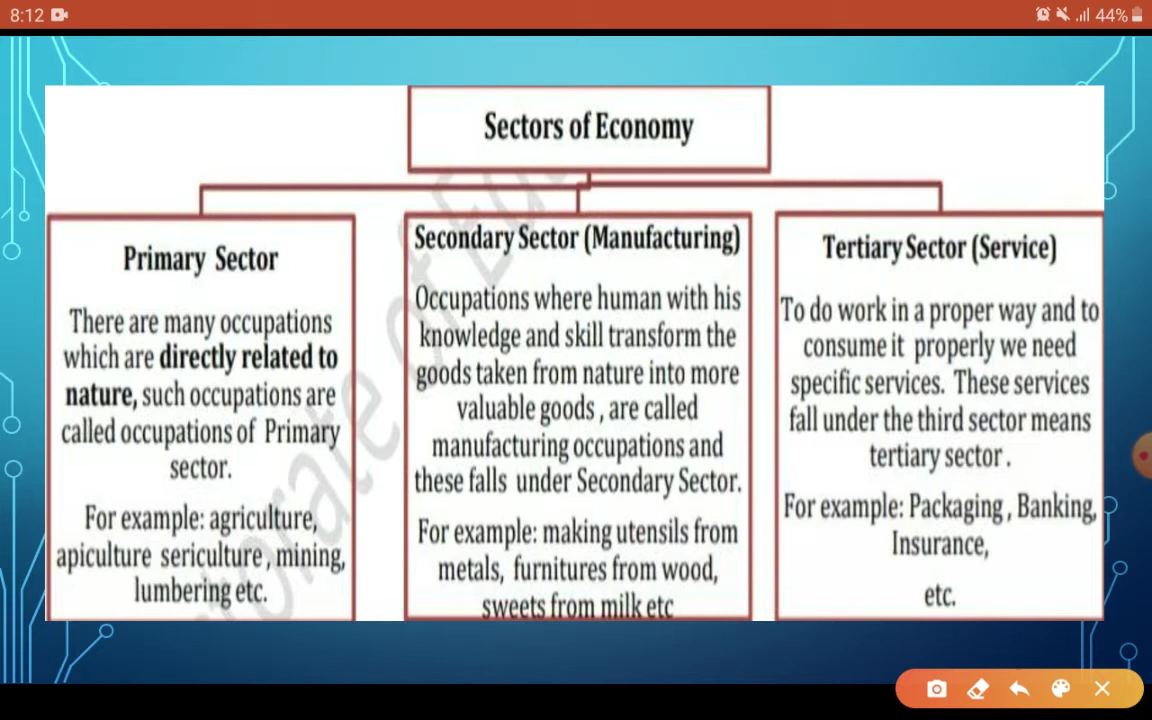 8:12
44%
Sectors of Economy
Primary Sector
There are many occupations
which are directly related to
nature, such occupations are
called occupations of Primary
sector.
For example: agriculture,
apiculture sericulture, mining,
lumbering etc.
Secondary Sector (Manufacturing)
Occupations where human with his
knowledge and skill transform the
goods taken from nature into more
valuable goods , are called
manufacturing occupations and
these falls under Secondary Sector.
For example: making utensils from
metals, furnitures from wood,
sweets from milk etc
Tertiary Sector (Service)
To do work in a proper way and to
consume it properly we need
specific services. These services
fall under the third sector means
tertiary sector .
For example: Packaging , Banking,
Insurance,
etc.